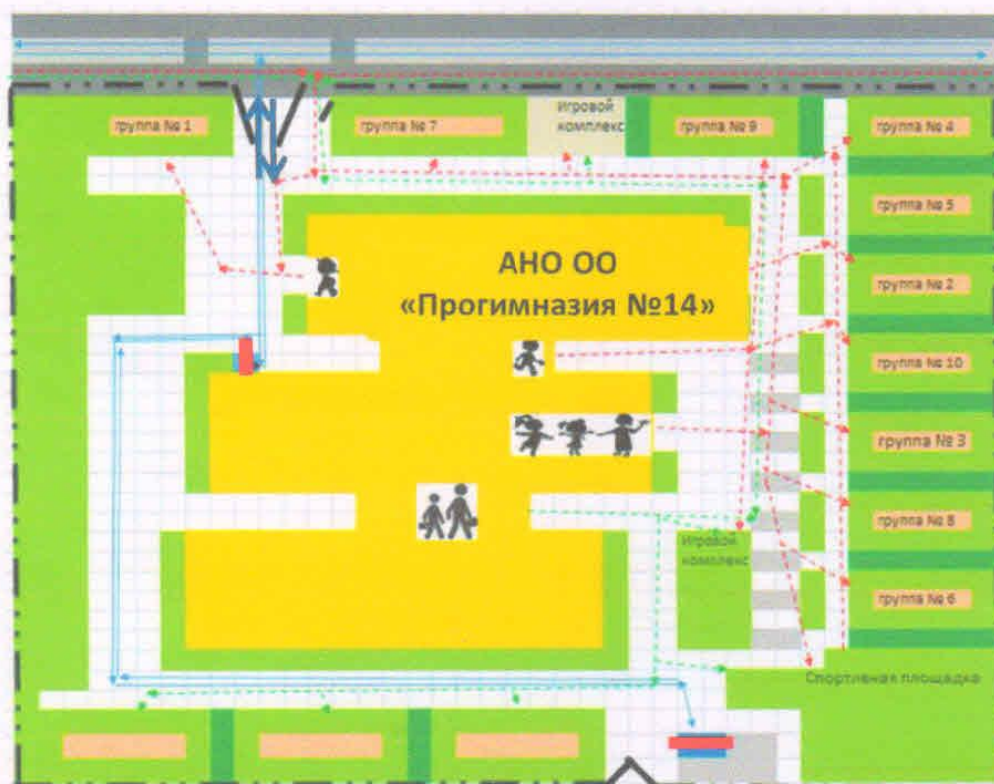 группа № 1
группа № 7
Игровой
комплекс
группа № 9
группа № 4
группа № 5
АНО ОО
«Прогимназия №14»
группа № 2
группа № 10
группа № 3
группа № 8
Игровой
комплекс
группа № 6
Спортивная площадка